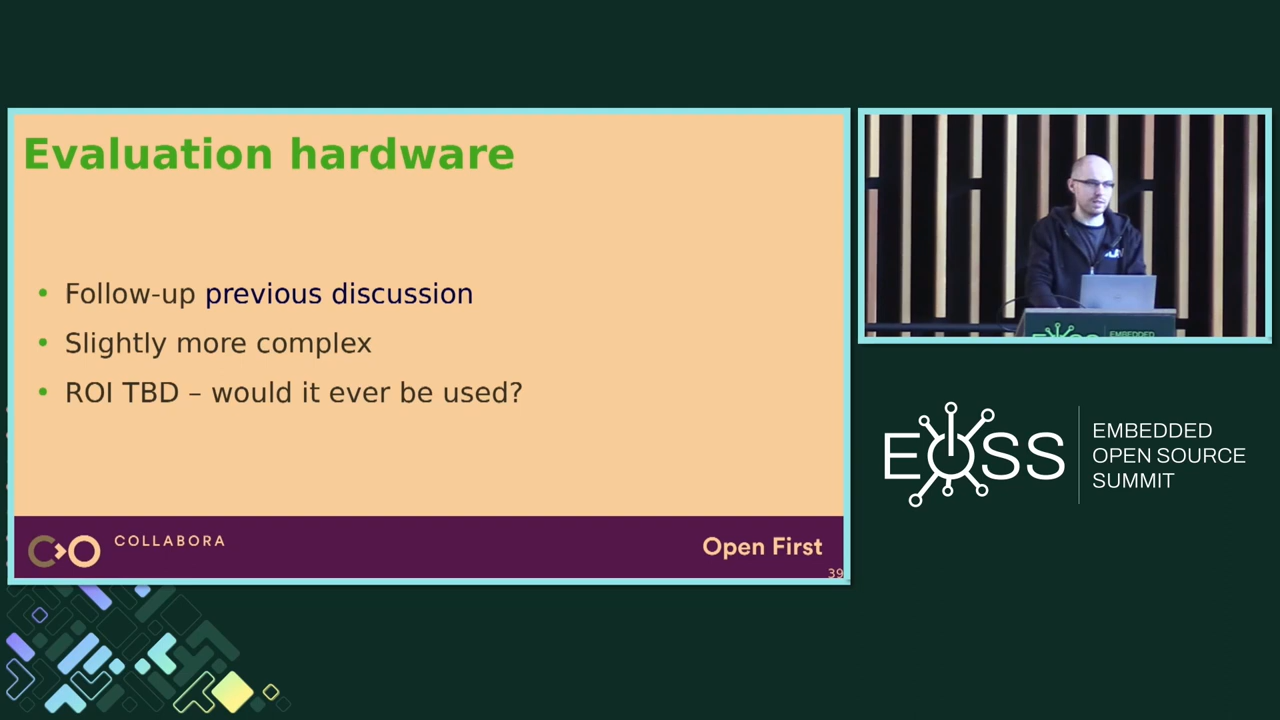 Evaluation hardware
• Follow-up previous discussion
• Slightly more complex
• ROI TBD – would it ever be used?
COLLABORA
Open First
39
EOSS
EMBEDDED
OPEN SOURCE
SUMMIT